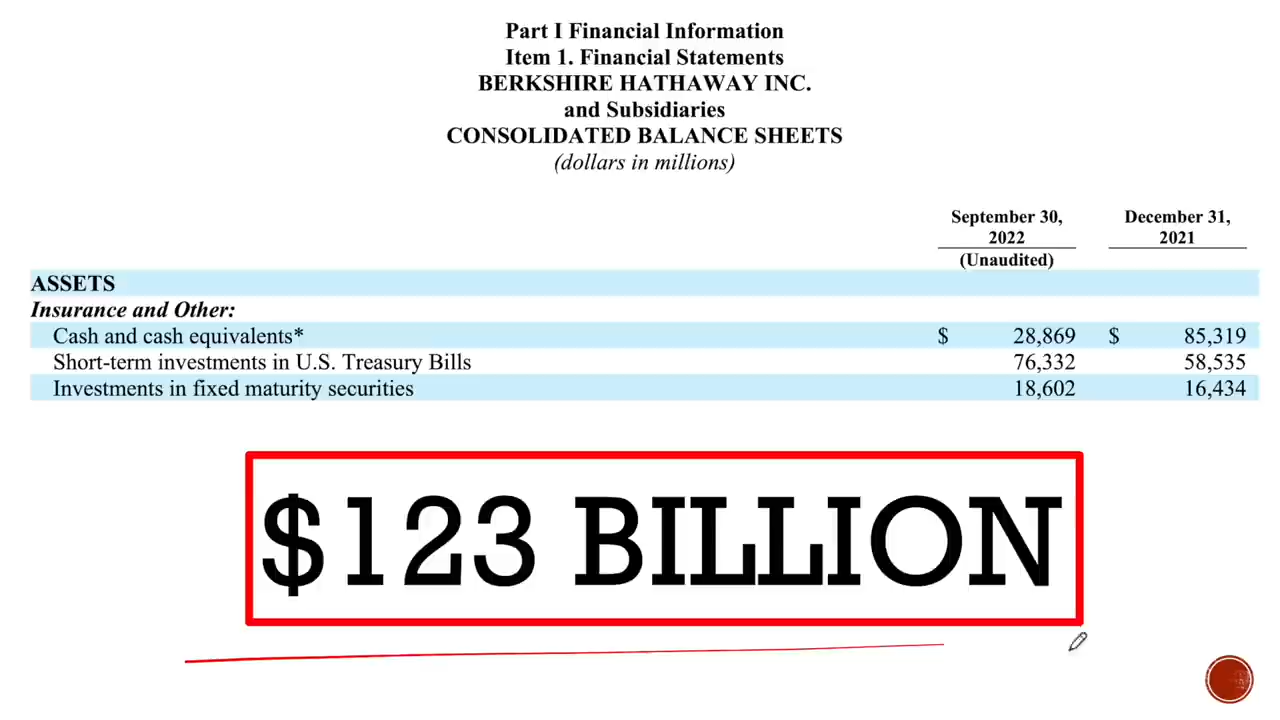 Part I Financial Information
Item 1. Financial Statements
BERKSHIRE HATHAWAY INC.
and Subsidiaries
CONSOLIDATED BALANCE SHEETS
(dollars in millions)
September 30, December 31,
2022 2021
(Unaudited)
ASSETS
Insurance and Other:
Cash and cash equivalents* $ 28,869 $ 85,319
Short-term investments in U.S. Treasury Bills 76,332 58,535
Investments in fixed maturity securities 18,602 16,434
$123 BILLION